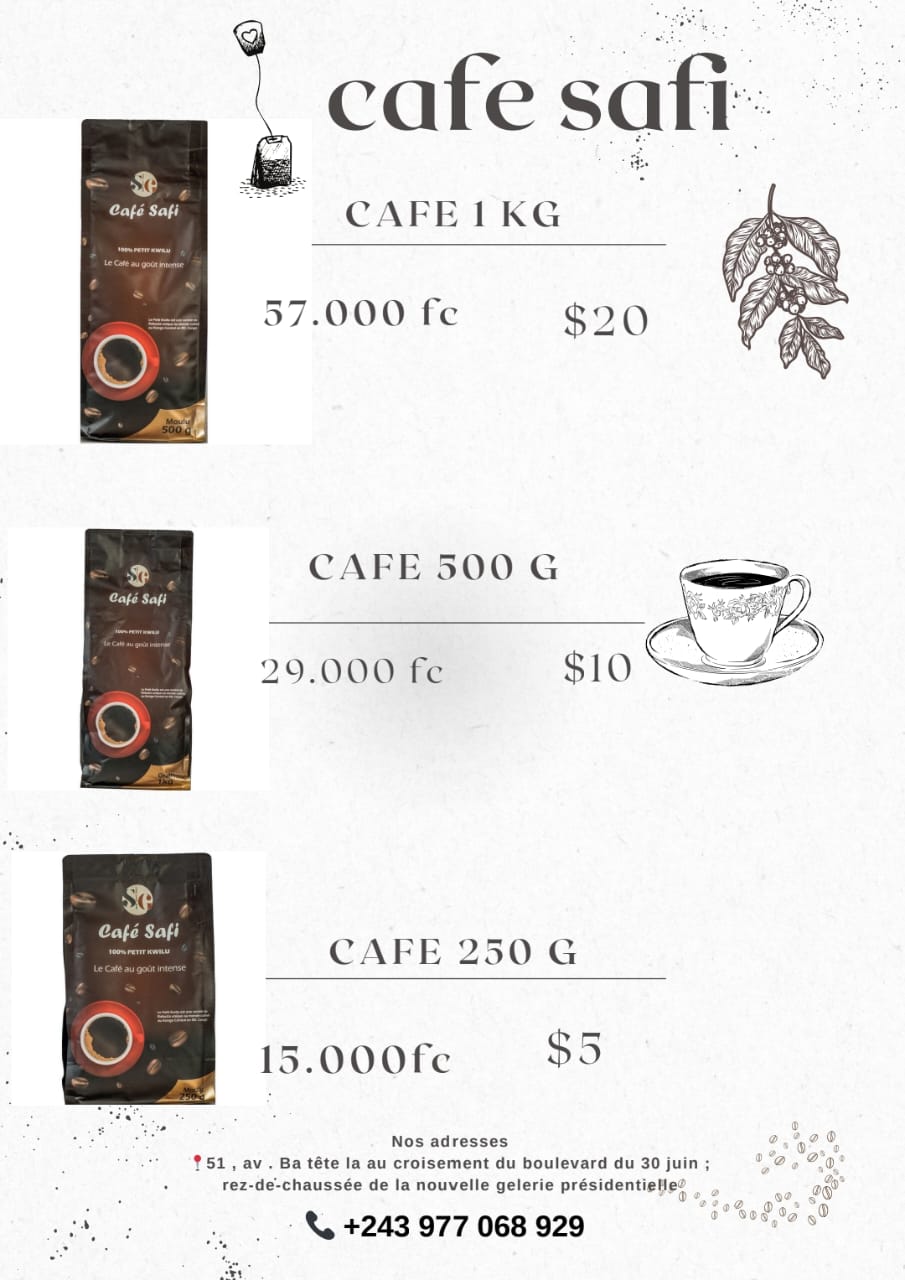 cafe safi
Café Safi
100% PETIT KWILU
Le Café au goût intense
Moulu
500 g
CAFE 1 KG
57.000 fc
$20
Café Safi
100% PETIT KWILU
Le Café au goût intense
1KG
CAFE 500 G
29.000 fc
$10
Café Safi
100% PETIT KWILU
Le Café au goût intense
250 g
CAFE 250 G
15.000fc
$5
Nos adresses
51 , av . Ba tête la au croisement du boulevard du 30 juin ;
rez-de-chaussée de la nouvelle gelerie présidentielle
+243 977 068 929